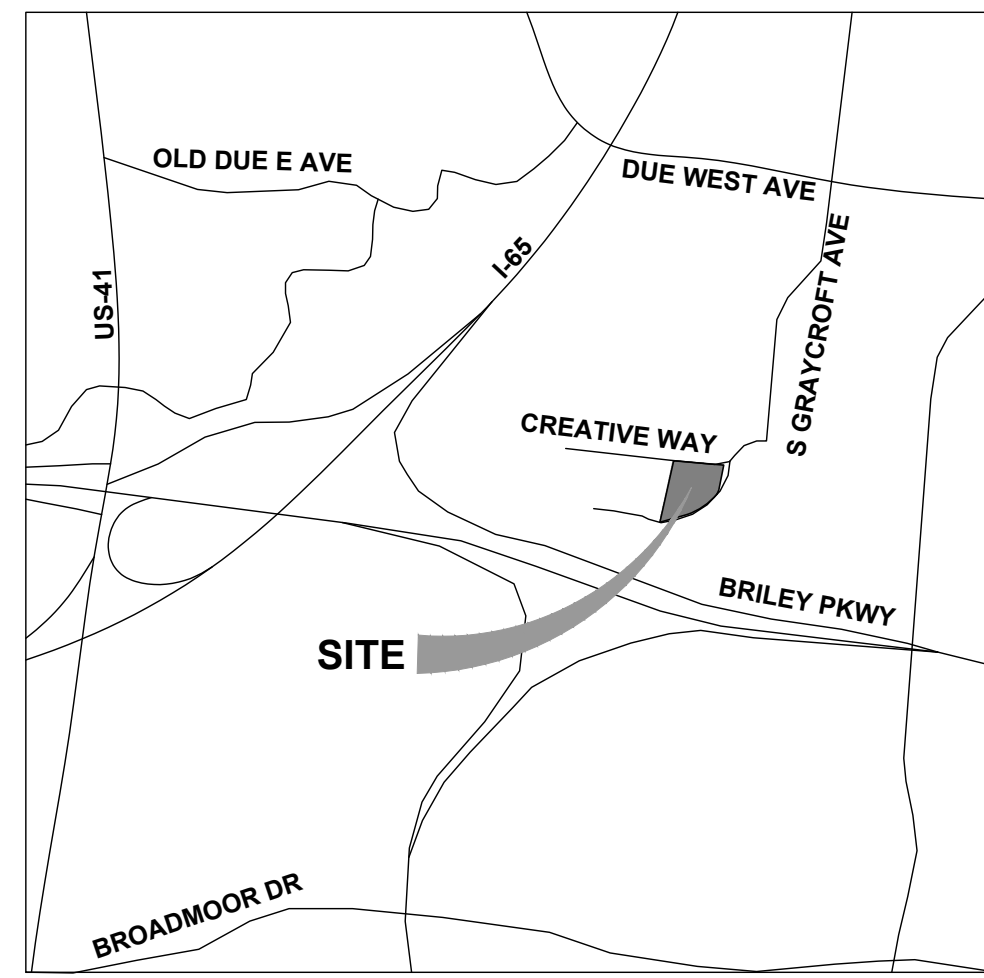 OLD DUE E AVE
DUE WEST AVE
I-65
US-41
S GRAYCROFT AVE
CREATIVE WAY
BRILEY PKWY
SITE
BROADMOOR DR